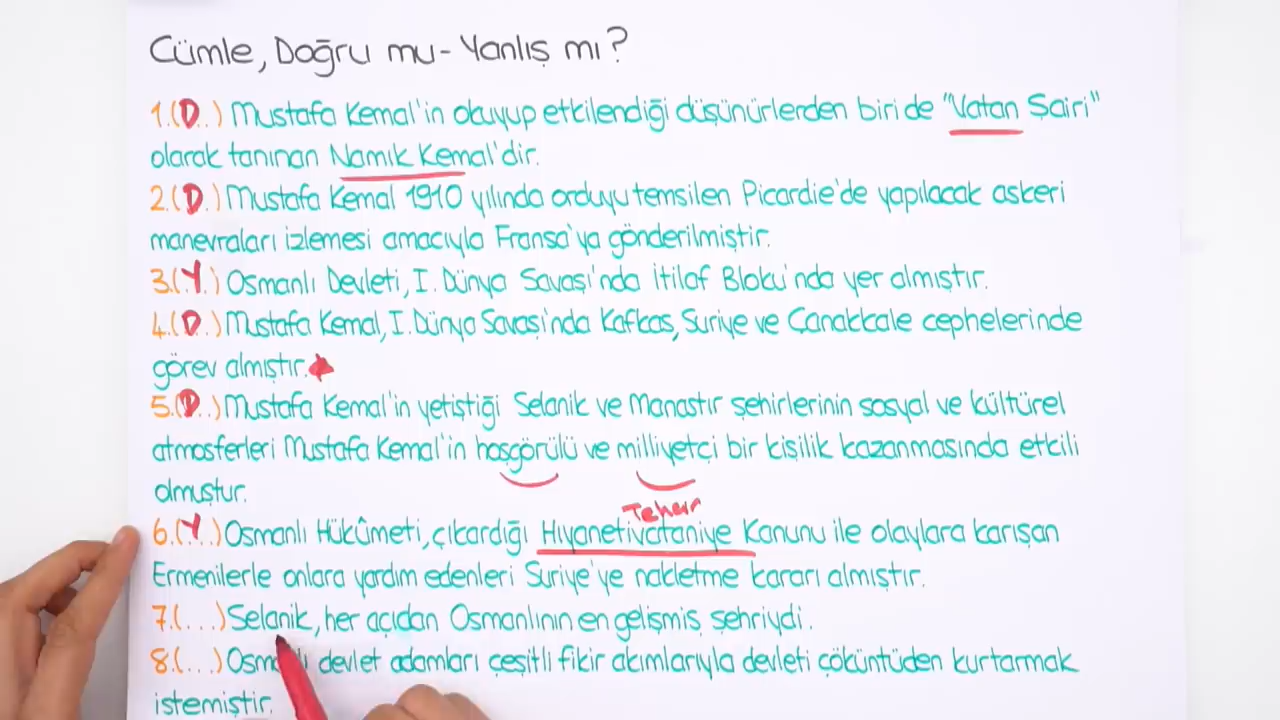 Cümle, Doğru mu- Yanlış mı?
1.(D..) Mustafa Kemal'in okuyup etkilendiği düşünürlerden biri de "Vatan Şairi"
olarak tanınan Namık Kemal'dir.
2.(D.) Mustafa Kemal 1910 yılında orduyu temsilen Picardie'de yapılacak askeri
manevraları izlemesi amacıyla Fransa'ya gönderilmiştir.
3.(Y.) Osmanlı Devleti, I. Dünya Savaşı'nda İtilaf Bloku'nda yer almıştır.
4.(D.) Mustafa Kemal, I. Dünya Savaşı'nda Kafkas, Suriye ve Çanakkale cephelerinde
görev almıştır.
5.(D..) Mustafa Kemal'in yetiştiği Selanik ve Manastır şehirlerinin sosyal ve kültürel
atmosferleri Mustafa Kemal'in hoşgörülü ve milliyetçi bir kişilik kazanmasında etkili
olmuştur.
Tehcir
6.(Y.) Osmanlı Hükûmeti, çıkardığı Hıyanetivataniye Kanunu ile olaylara karışan
Ermenilerle onlara yardım edenleri Suriye'ye nakletme kararı almıştır.
7.(...) Selanik, her açıdan Osmanlının en gelişmiş şehriydi.
8.(...) Osmanlı devlet adamları çeşitli fikir akımlarıyla devleti çöküntüden kurtarmak
istemiştir.